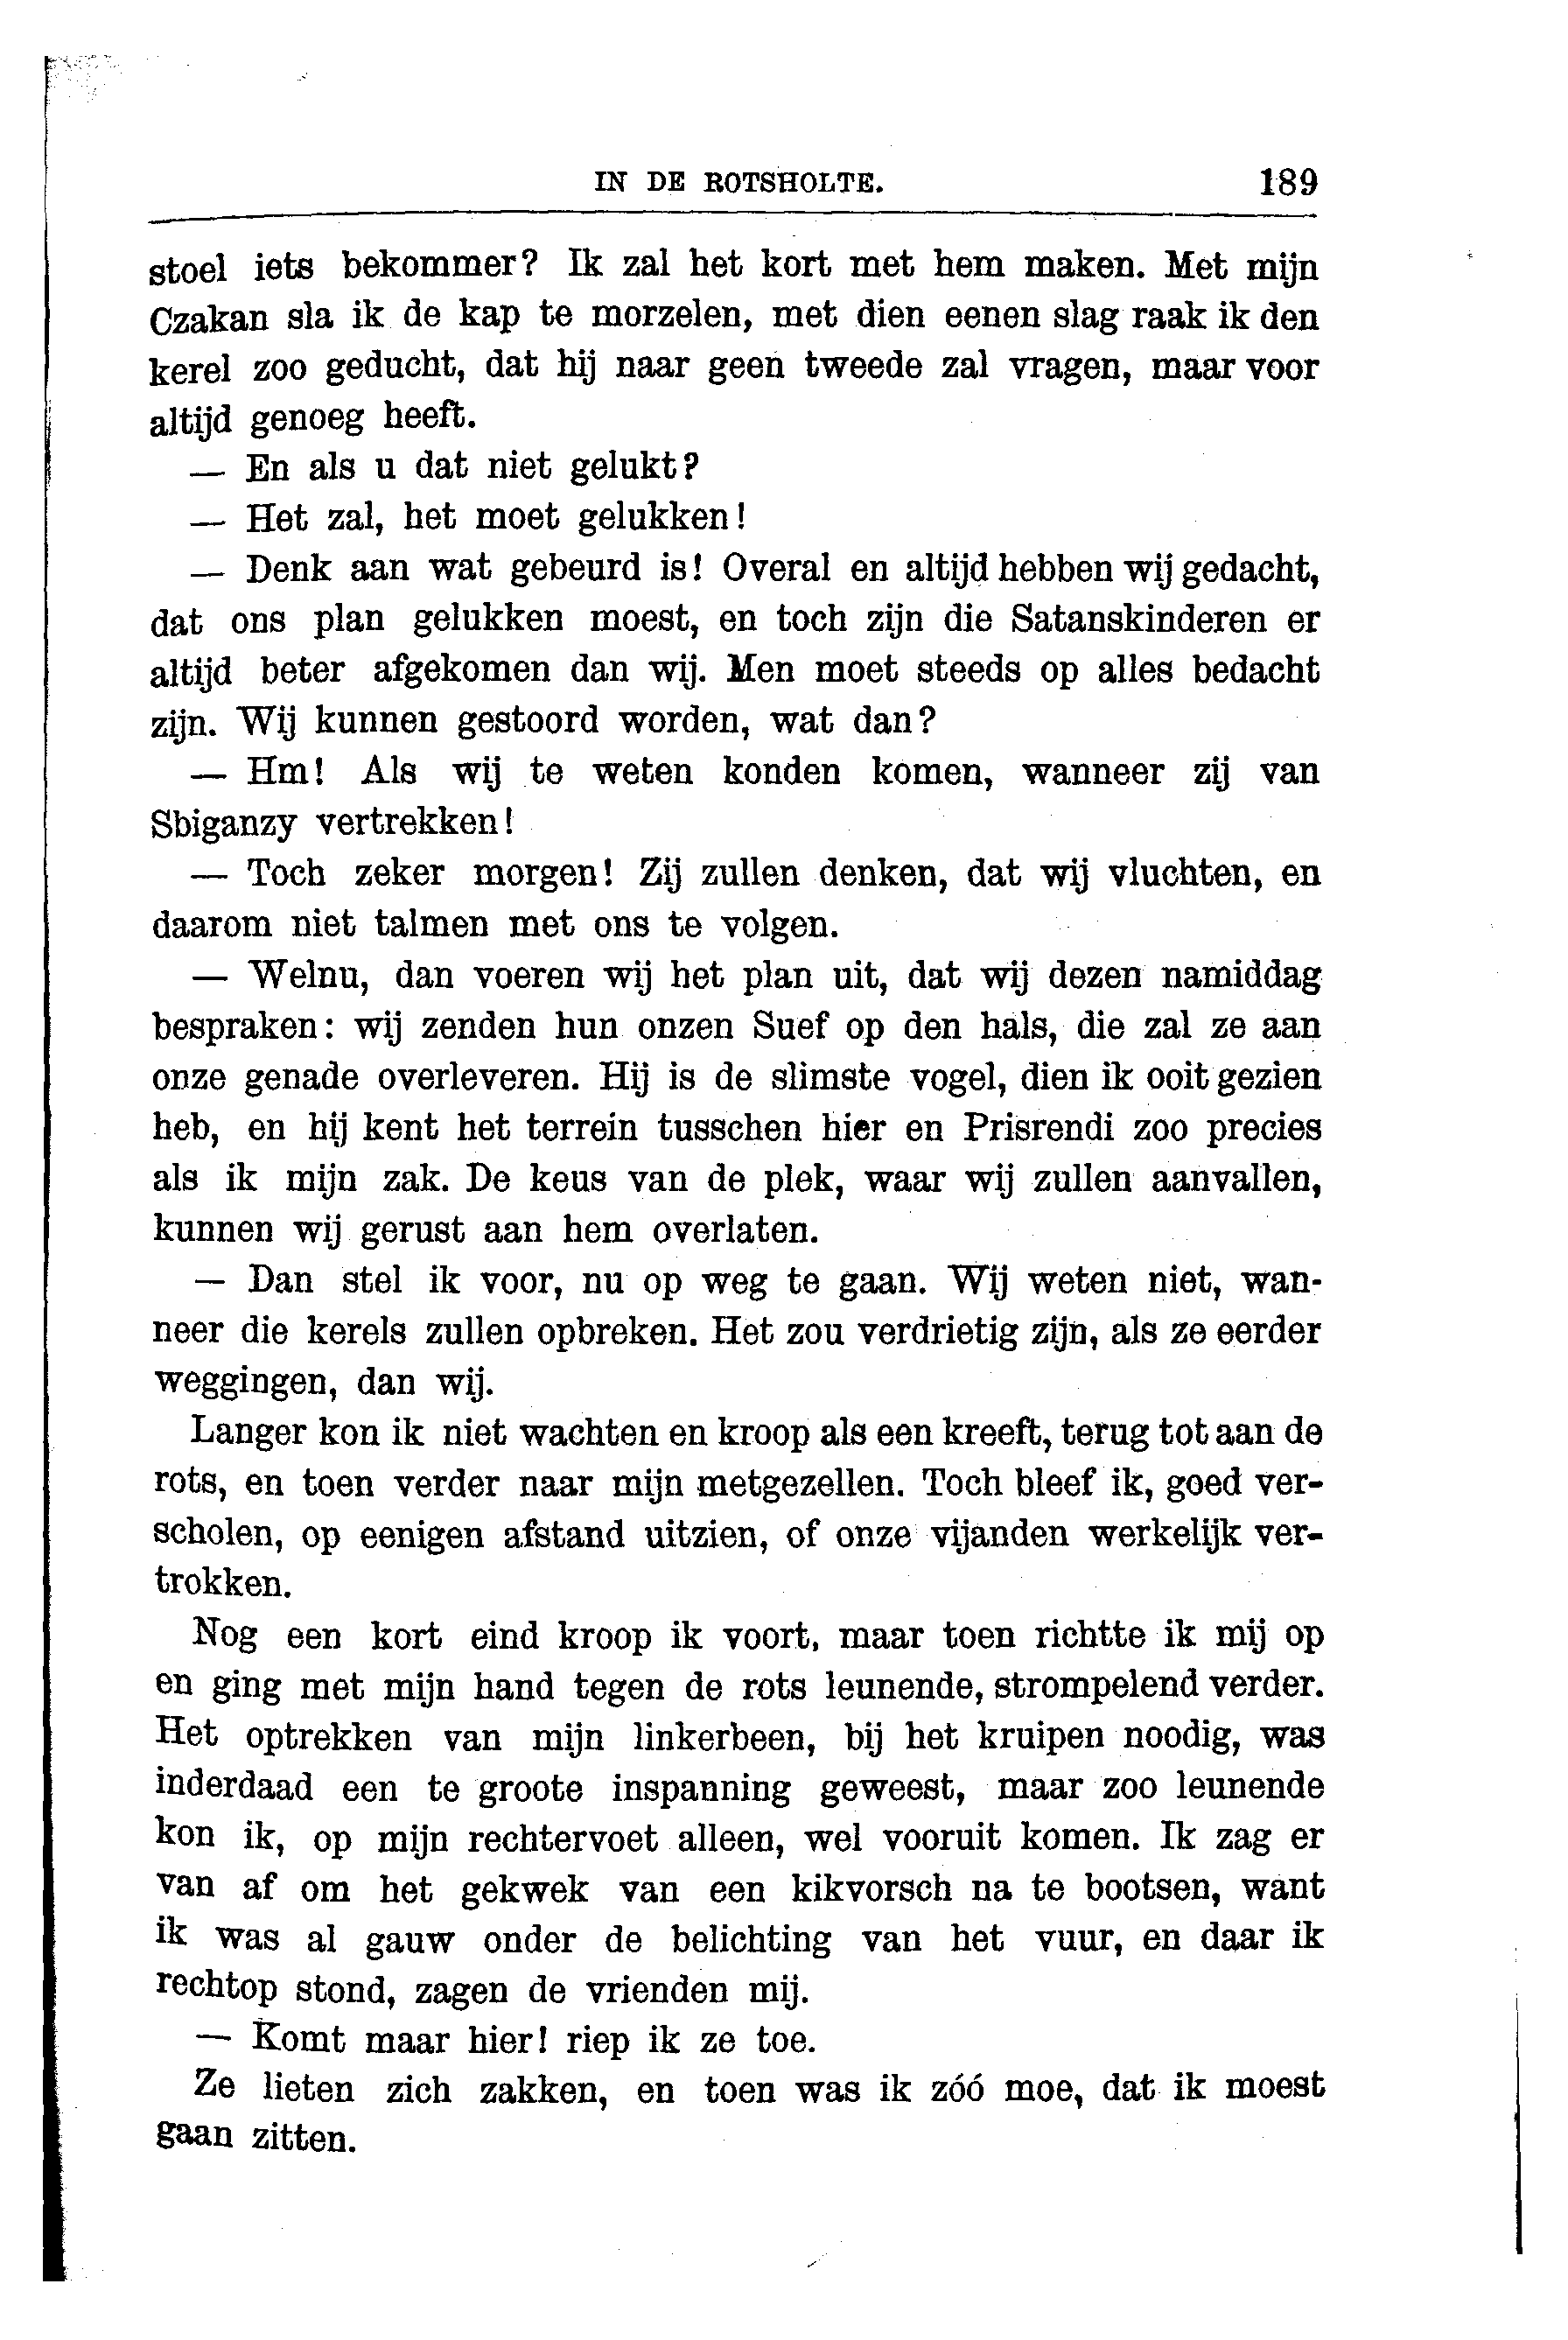 IN DE ROTSHOLTE. 189
stoel iets bekommer? Ik zal het kort met hem maken. Met mijn
Czakan sla ik de kap te morzelen, met dien eenen slag raak ik den
kerel zoo geducht, dat hij naar geen tweede zal vragen, maar voor
altijd genoeg heeft.
— En als u dat niet gelukt?
— Het zal, het moet gelukken!
— Denk aan wat gebeurd is! Overal en altijd hebben wij gedacht,
dat ons plan gelukken moest, en toch zijn die Satanskinderen er
altijd beter afgekomen dan wij. Men moet steeds op alles bedacht
zijn. Wij kunnen gestoord worden, wat dan?
— Hm! Als wij te weten konden komen, wanneer zij van
Sbiganzy vertrekken!
— Toch zeker morgen! Zij zullen denken, dat wij vluchten, en
daarom niet talmen met ons te volgen.
— Welnu, dan voeren wij het plan uit, dat wij dezen namiddag
bespraken: wij zenden hun onzen Suef op den hals, die zal ze aan
onze genade overleveren. Hij is de slimste vogel, dien ik ooit gezien
heb, en hij kent het terrein tusschen hier en Prisrendi zoo precies
als ik mijn zak. De keus van de plek, waar wij zullen aanvallen,
kunnen wij gerust aan hem overlaten.
— Dan stel ik voor, nu op weg te gaan. Wij weten niet, wan-
neer die kerels zullen opbreken. Het zou verdrietig zijn, als ze eerder
weggingen, dan wij.
Langer kon ik niet wachten en kroop als een kreeft, terug tot aan de
rots, en toen verder naar mijn metgezellen. Toch bleef ik, goed ver-
scholen, op eenigen afstand uitzien, of onze vijanden werkelijk ver-
trokken.
Nog een kort eind kroop ik voort, maar toen richtte ik mij op
en ging met mijn hand tegen de rots leunende, strompelend verder.
Het optrekken van mijn linkerbeen, bij het kruipen noodig, was
inderdaad een te groote inspanning geweest, maar zoo leunende
kon ik, op mijn rechtervoet alleen, wel vooruit komen. Ik zag er
van af om het gekwek van een kikvorsch na te bootsen, want
ik was al gauw onder de belichting van het vuur, en daar ik
rechtop stond, zagen de vrienden mij.
— Komt maar hier! riep ik ze toe.
Ze lieten zich zakken, en toen was ik zóó moe, dat ik moest
gaan zitten.